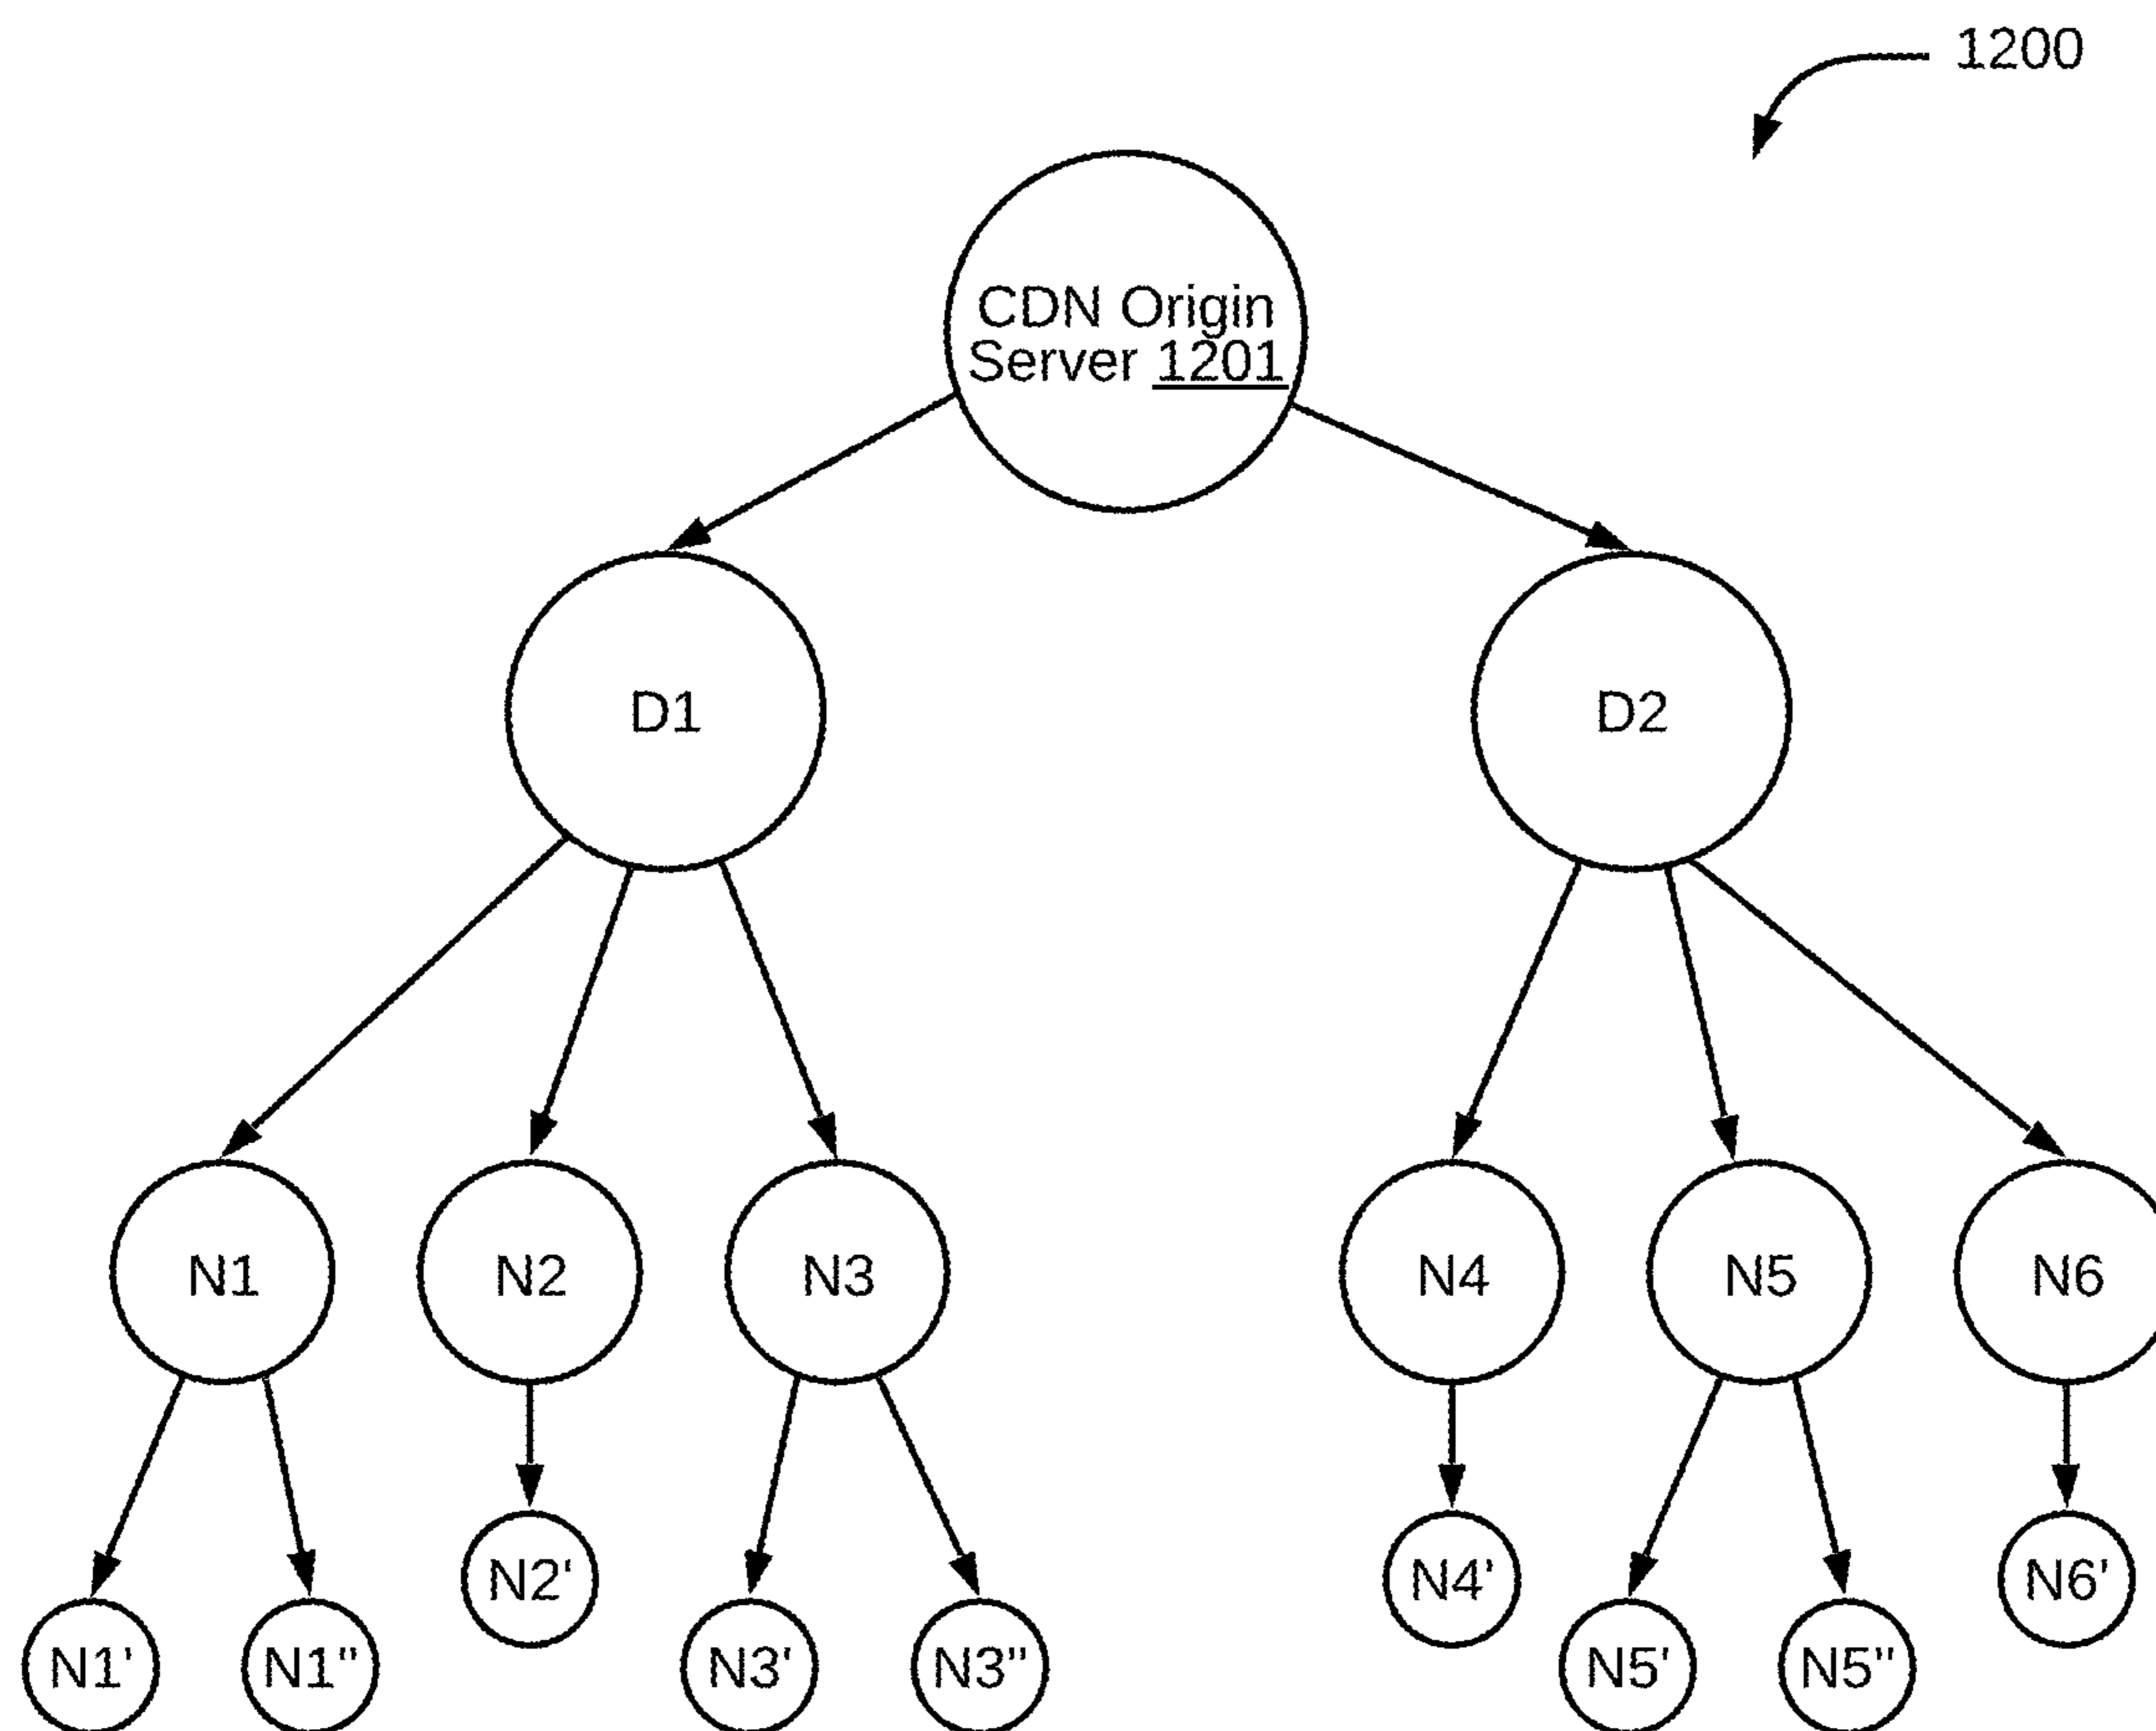 1200
CDN Origin
Server 1201
D1
D2
N1
N2
N3
N4
N5
N6
N2'
N4'
N6'
N1'
N1"
N3'
N3"
N5'
N5"